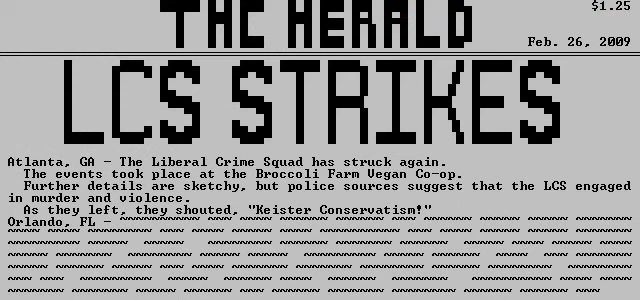 $1.25
THE HERALD
Feb. 26, 2009
LCS STRIKES
Atlanta, GA - The Liberal Crime Squad has struck again.
The events took place at the Broccoli Farm Vegan Co-op.
Further details are sketchy, but police sources suggest that the LCS engaged
in murder and violence.
As they left, they shouted, "Keister Conservatism!"
Orlando, FL -